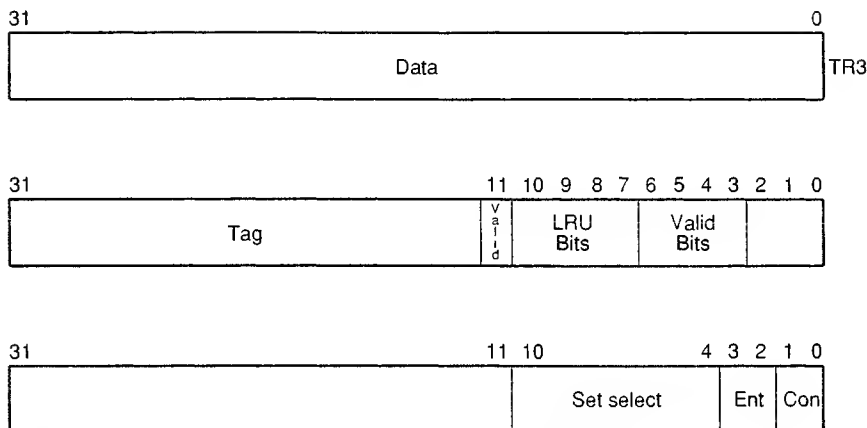 31 0
Data TR3
31 11 10 9 8 7 6 5 4 3 2 1 0
Tag Valid LRU Bits Valid Bits
31 11 10 4 3 2 1 0
Set select Ent Con